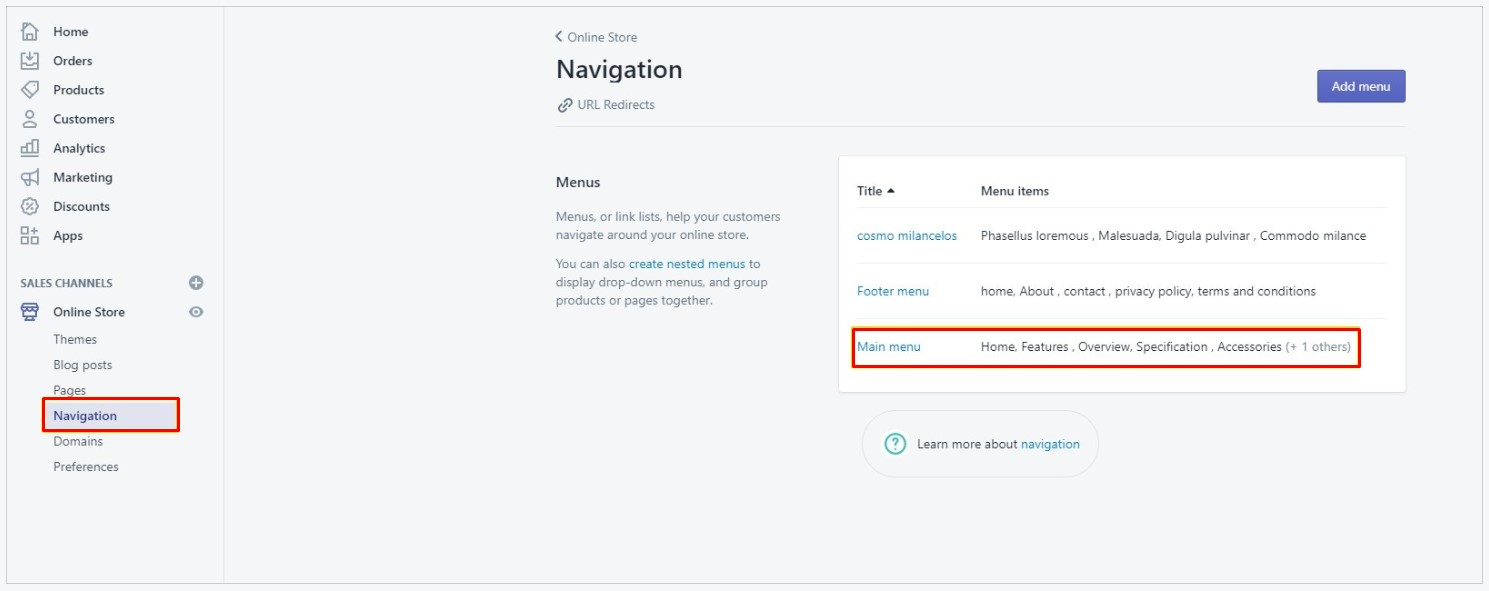 Home
Orders
Products
Customers
Analytics
Marketing
Discounts
Apps
SALES CHANNELS
Online Store
Themes
Blog posts
Pages
Navigation
Domains
Preferences
Online Store
Navigation
URL Redirects
Add menu
Menus
Menus, or link lists, help your customers
navigate around your online store.
You can also create nested menus to
display drop-down menus, and group
products or pages together.
Title Menu items
cosmo milancelos Phasellus loremous , Malesuada, Digula pulvinar , Commodo milance
Footer menu home, About , contact , privacy policy, terms and conditions
Main menu Home, Features , Overview, Specification , Accessories (+ 1 others)
Learn more about navigation